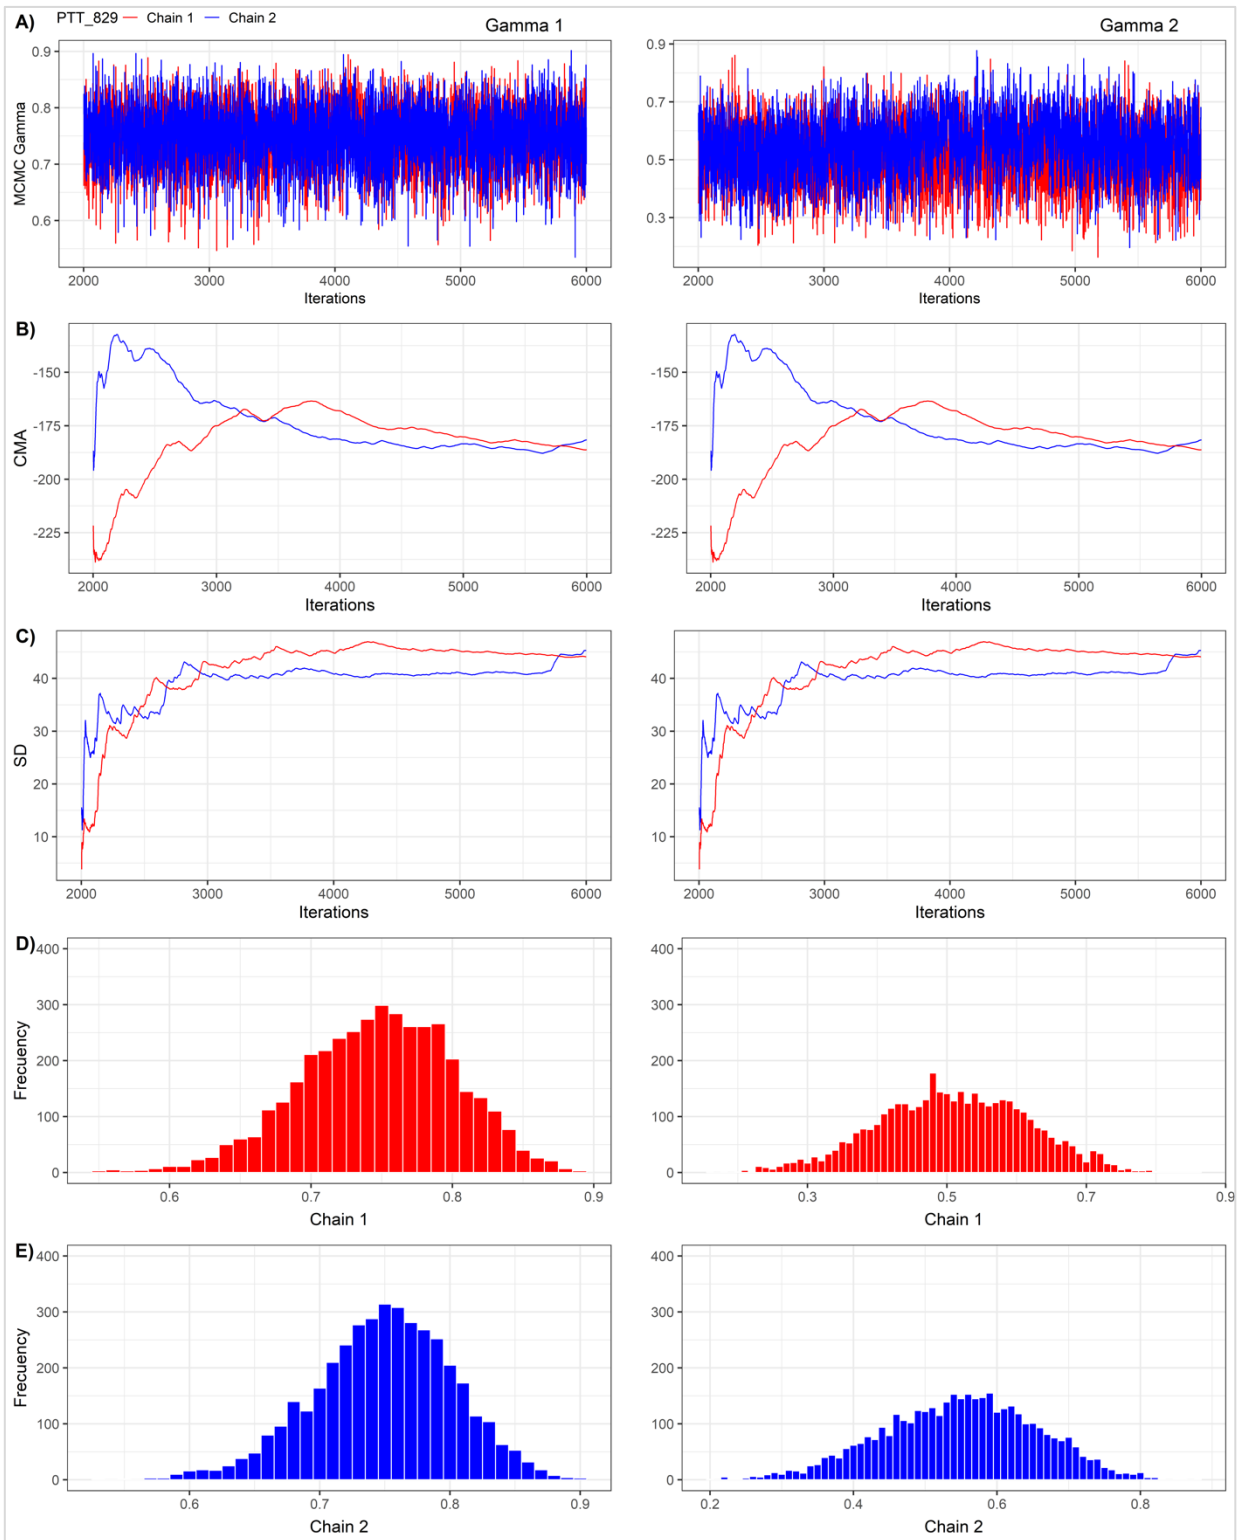 A) PTT_829 Chain 1 Chain 2 Gamma 1 Gamma 2
MCMC Gamma
0.9
0.8
0.7
0.6
2000 3000 4000 5000 6000
Iterations
0.9
0.7
0.5
0.3
2000 3000 4000 5000 6000
Iterations
B)
CMA
-150
-175
-200
-225
2000 3000 4000 5000 6000
Iterations
-150
-175
-200
-225
2000 3000 4000 5000 6000
Iterations
C)
SD
40
30
20
10
2000 3000 4000 5000 6000
Iterations
40
30
20
10
2000 3000 4000 5000 6000
Iterations
D)
Frecuency
400
300
200
100
0
0.6 0.7 0.8 0.9
Chain 1
400
300
200
100
0
0.3 0.5 0.7 0.9
Chain 1
E)
Frecuency
400
300
200
100
0
0.6 0.7 0.8 0.9
Chain 2
400
300
200
100
0
0.2 0.4 0.6 0.8
Chain 2